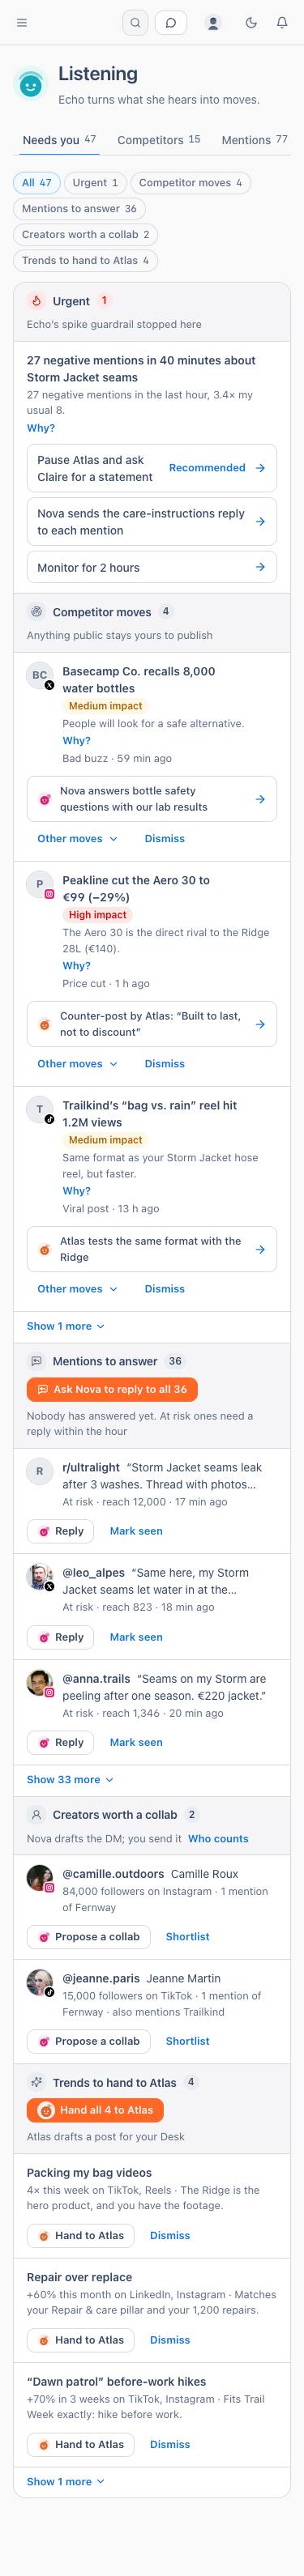 Listening
Echo turns what she hears into moves.
Needs you 47 Competitors 15 Mentions 77
All 47 Urgent 1 Competitor moves 4
Mentions to answer 36
Creators worth a collab 2
Trends to hand to Atlas 4
Urgent 1
Echo's spike guardrail stopped here
27 negative mentions in 40 minutes about
Storm Jacket seams
27 negative mentions in the last hour, 3.4× my
usual 8.
Why?
Pause Atlas and ask
Claire for a statement
Recommended
Nova sends the care-instructions reply
to each mention
Monitor for 2 hours
Competitor moves 4
Anything public stays yours to publish
BC
Basecamp Co. recalls 8,000
water bottles
Medium impact
People will look for a safe alternative.
Why?
Bad buzz · 59 min ago
Nova answers bottle safety
questions with our lab results
Other moves Dismiss
P
Peakline cut the Aero 30 to
€99 (−29%)
High impact
The Aero 30 is the direct rival to the Ridge
28L (€140).
Why?
Price cut · 1 h ago
Counter-post by Atlas: “Built to last,
not to discount”
Other moves Dismiss
T
Trailkind's “bag vs. rain” reel hit
1.2M views
Medium impact
Same format as your Storm Jacket hose
reel, but faster.
Why?
Viral post · 13 h ago
Atlas tests the same format with the
Ridge
Other moves Dismiss
Show 1 more
Mentions to answer 36
Ask Nova to reply to all 36
Nobody has answered yet. At risk ones need a
reply within the hour
R
r/ultralight “Storm Jacket seams leak
after 3 washes. Thread with photos...
At risk · reach 12,000 · 17 min ago
Reply Mark seen
@leo_alpes “Same here, my Storm
Jacket seams let water in at the...
At risk · reach 823 · 18 min ago
Reply Mark seen
@anna.trails “Seams on my Storm are
peeling after one season. €220 jacket.”
At risk · reach 1,346 · 20 min ago
Reply Mark seen
Show 33 more
Creators worth a collab 2
Nova drafts the DM; you send it Who counts
@camille.outdoors Camille Roux
84,000 followers on Instagram · 1 mention
of Fernway
Propose a collab Shortlist
@jeanne.paris Jeanne Martin
15,000 followers on TikTok · 1 mention of
Fernway · also mentions Trailkind
Propose a collab Shortlist
Trends to hand to Atlas 4
Hand all 4 to Atlas
Atlas drafts a post for your Desk
Packing my bag videos
4× this week on TikTok, Reels · The Ridge is the
hero product, and you have the footage.
Hand to Atlas Dismiss
Repair over replace
+60% this month on LinkedIn, Instagram · Matches
your Repair & care pillar and your 1,200 repairs.
Hand to Atlas Dismiss
“Dawn patrol” before-work hikes
+70% in 3 weeks on TikTok, Instagram · Fits Trail
Week exactly: hike before work.
Hand to Atlas Dismiss
Show 1 more